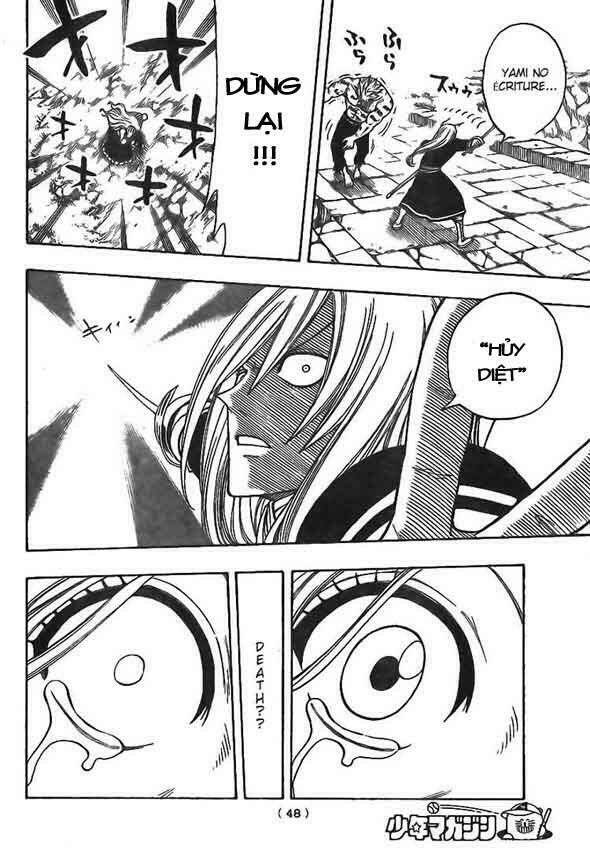 YAMI NO
ÉCRITURE...
ふら
ふら
ズゥゥ
DỪNG
LẠI
!!!
キィィン
“HỦY
DIỆT”
DEATH??
( 48 )
少年マガジン